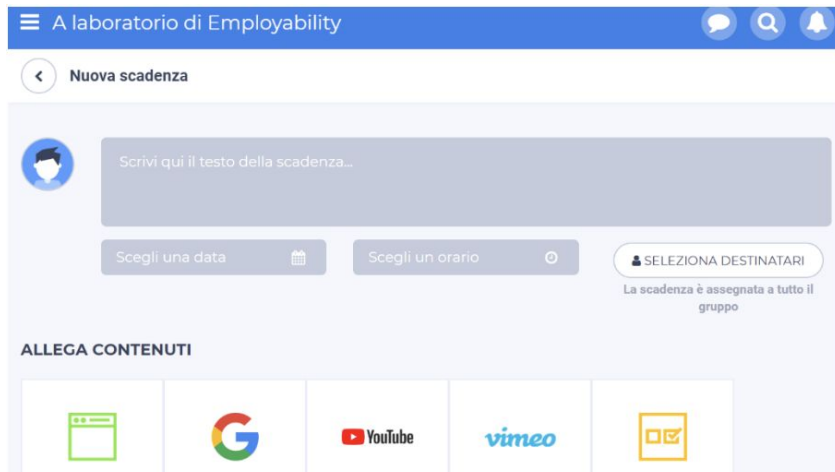 A laboratorio di Employability
Nuova scadenza
Scrivi qui il testo della scadenza...
Scegli una data
Scegli un orario
SELEZIONA DESTINATARI
La scadenza è assegnata a tutto il
gruppo
ALLEGA CONTENUTI
G
YouTube
vimeo